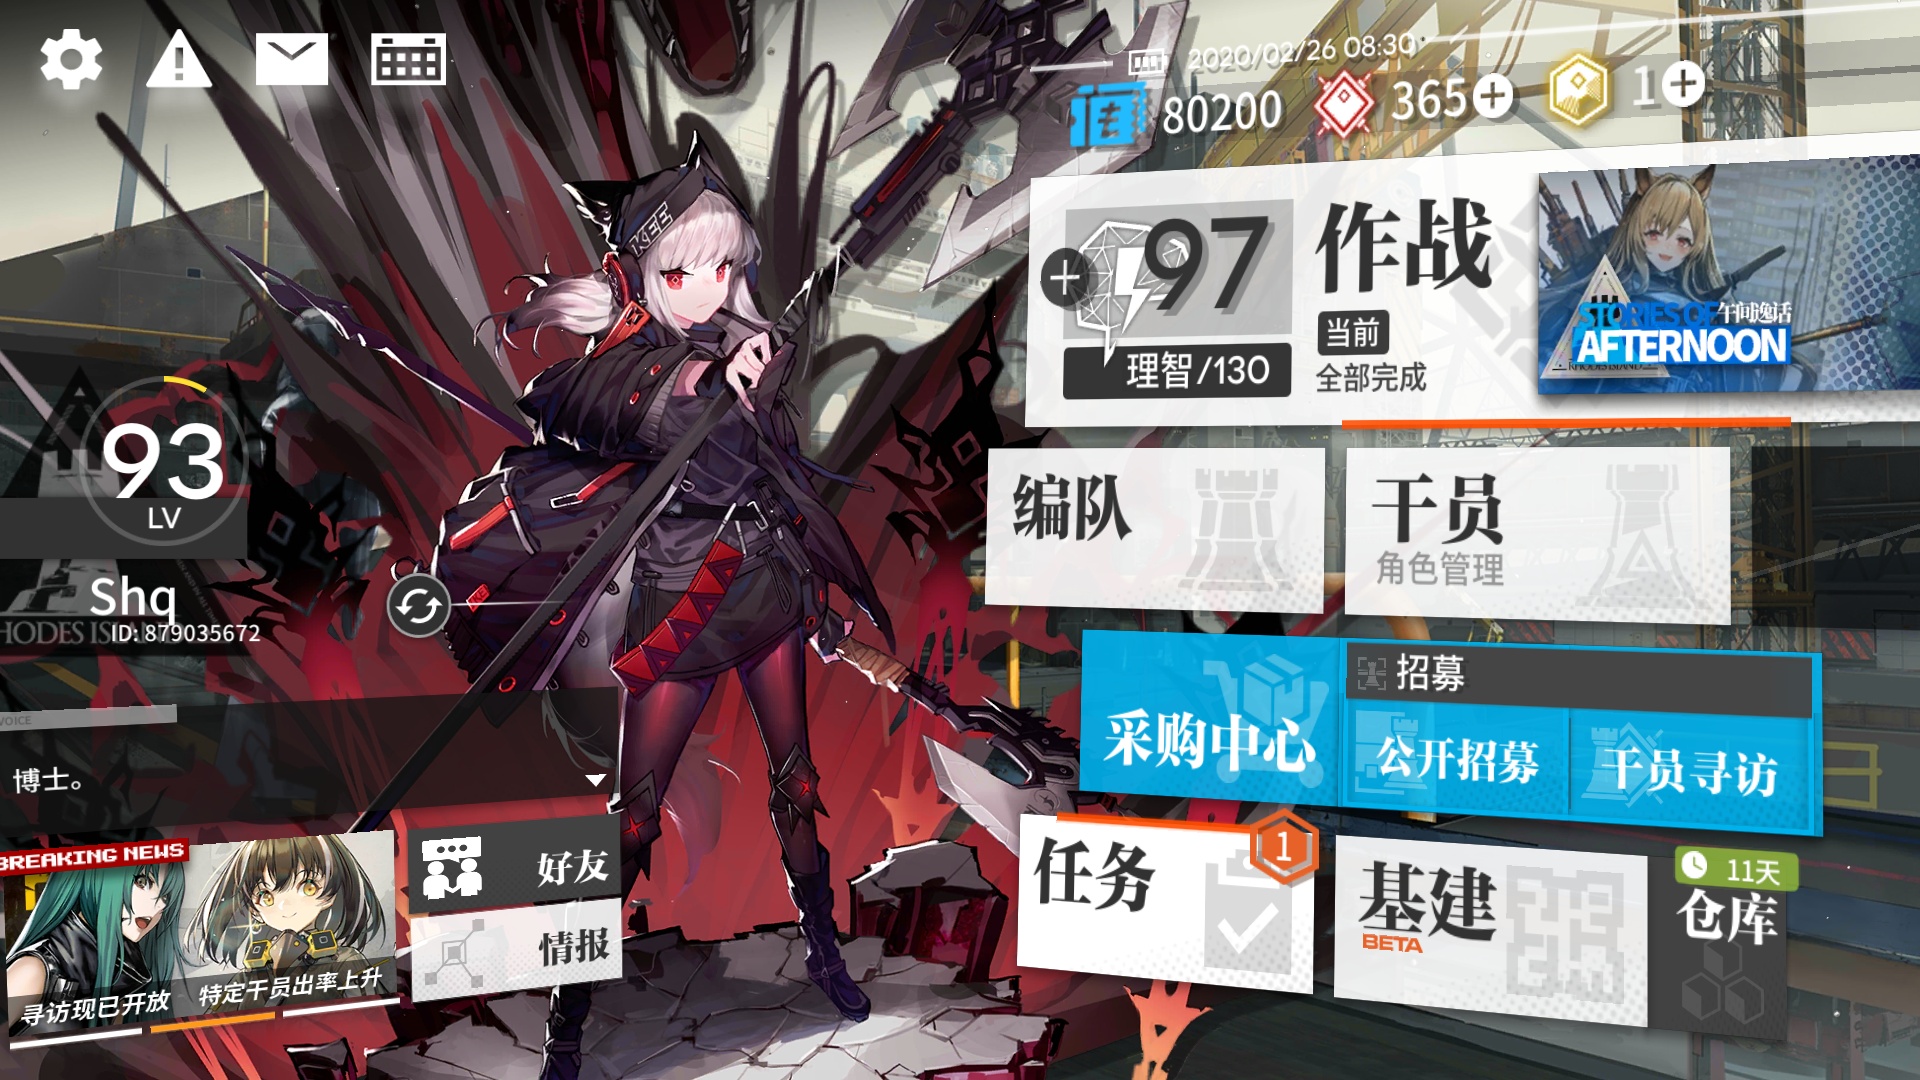 2020/02/26 08:30
80200
365
1
KEE
97
理智/130
作战
当前
全部完成
STORIES OF 午间逸话
AFTERNOON
RHODES ISLAND
93
LV
Shq
ID: 879035672
编队
干员
角色管理
招募
采购中心
公开招募
干员寻访
VOICE
博士。
BREAKING NEWS
寻访现已开放
特定干员出率上升
好友
情报
任务
1
基建
BETA
11天
仓库